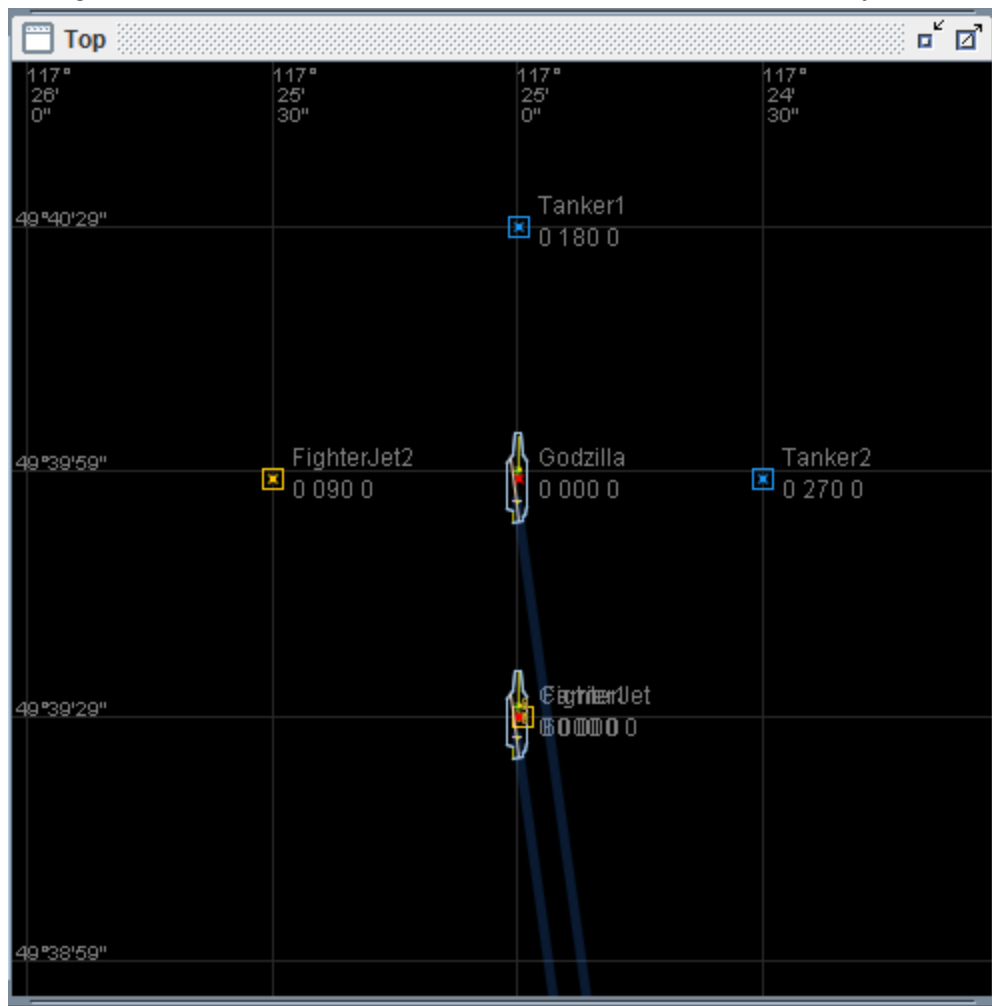 Top
117° 117° 117° 117°
26' 25' 25' 24'
0" 30" 0" 30"
Tanker1
49°40'29"
0 180 0
FighterJet2 Godzilla Tanker2
49°39'59"
0 090 0 0 000 0 0 270 0
49°39'29"
49°38'59"